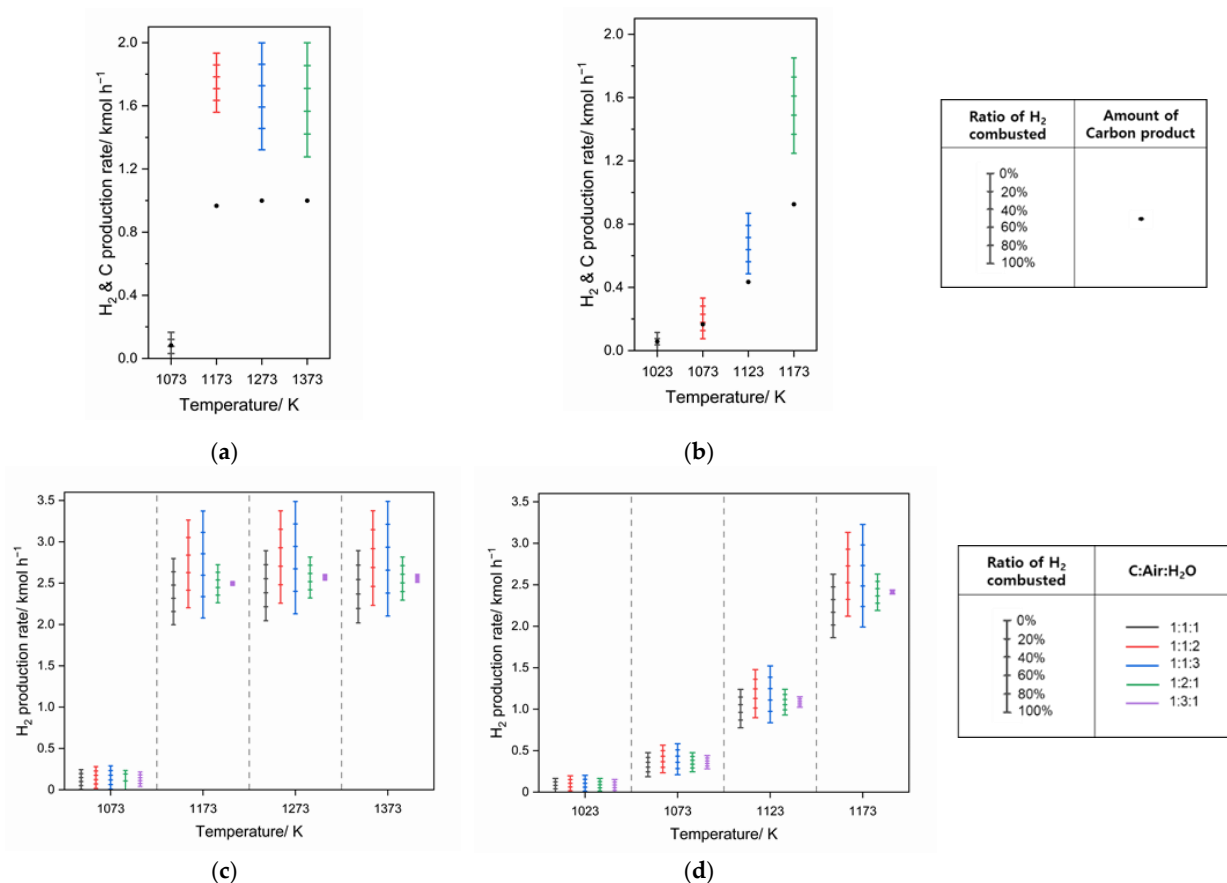 H₂ & C production rate/ kmol h⁻¹
2.0
1.6
1.2
0.8
0.4
0.0
1073 1173 1273 1373
Temperature/ K
(a)
H₂ & C production rate/ kmol h⁻¹
2.0
1.6
1.2
0.8
0.4
0.0
1023 1073 1123 1173
Temperature/ K
(b)
Ratio of H₂ combusted
Amount of Carbon product
0%
20%
40%
60%
80%
100%
H₂ production rate/ kmol h⁻¹
3.5
3.0
2.5
2.0
1.5
1.0
0.5
0
1073 1173 1273 1373
Temperature/ K
(c)
H₂ production rate/ kmol h⁻¹
3.5
3.0
2.5
2.0
1.5
1.0
0.5
0
1023 1073 1123 1173
Temperature/ K
(d)
Ratio of H₂ combusted
C:Air:H₂O
0%
20%
40%
60%
80%
100%
1:1:1
1:1:2
1:1:3
1:2:1
1:3:1